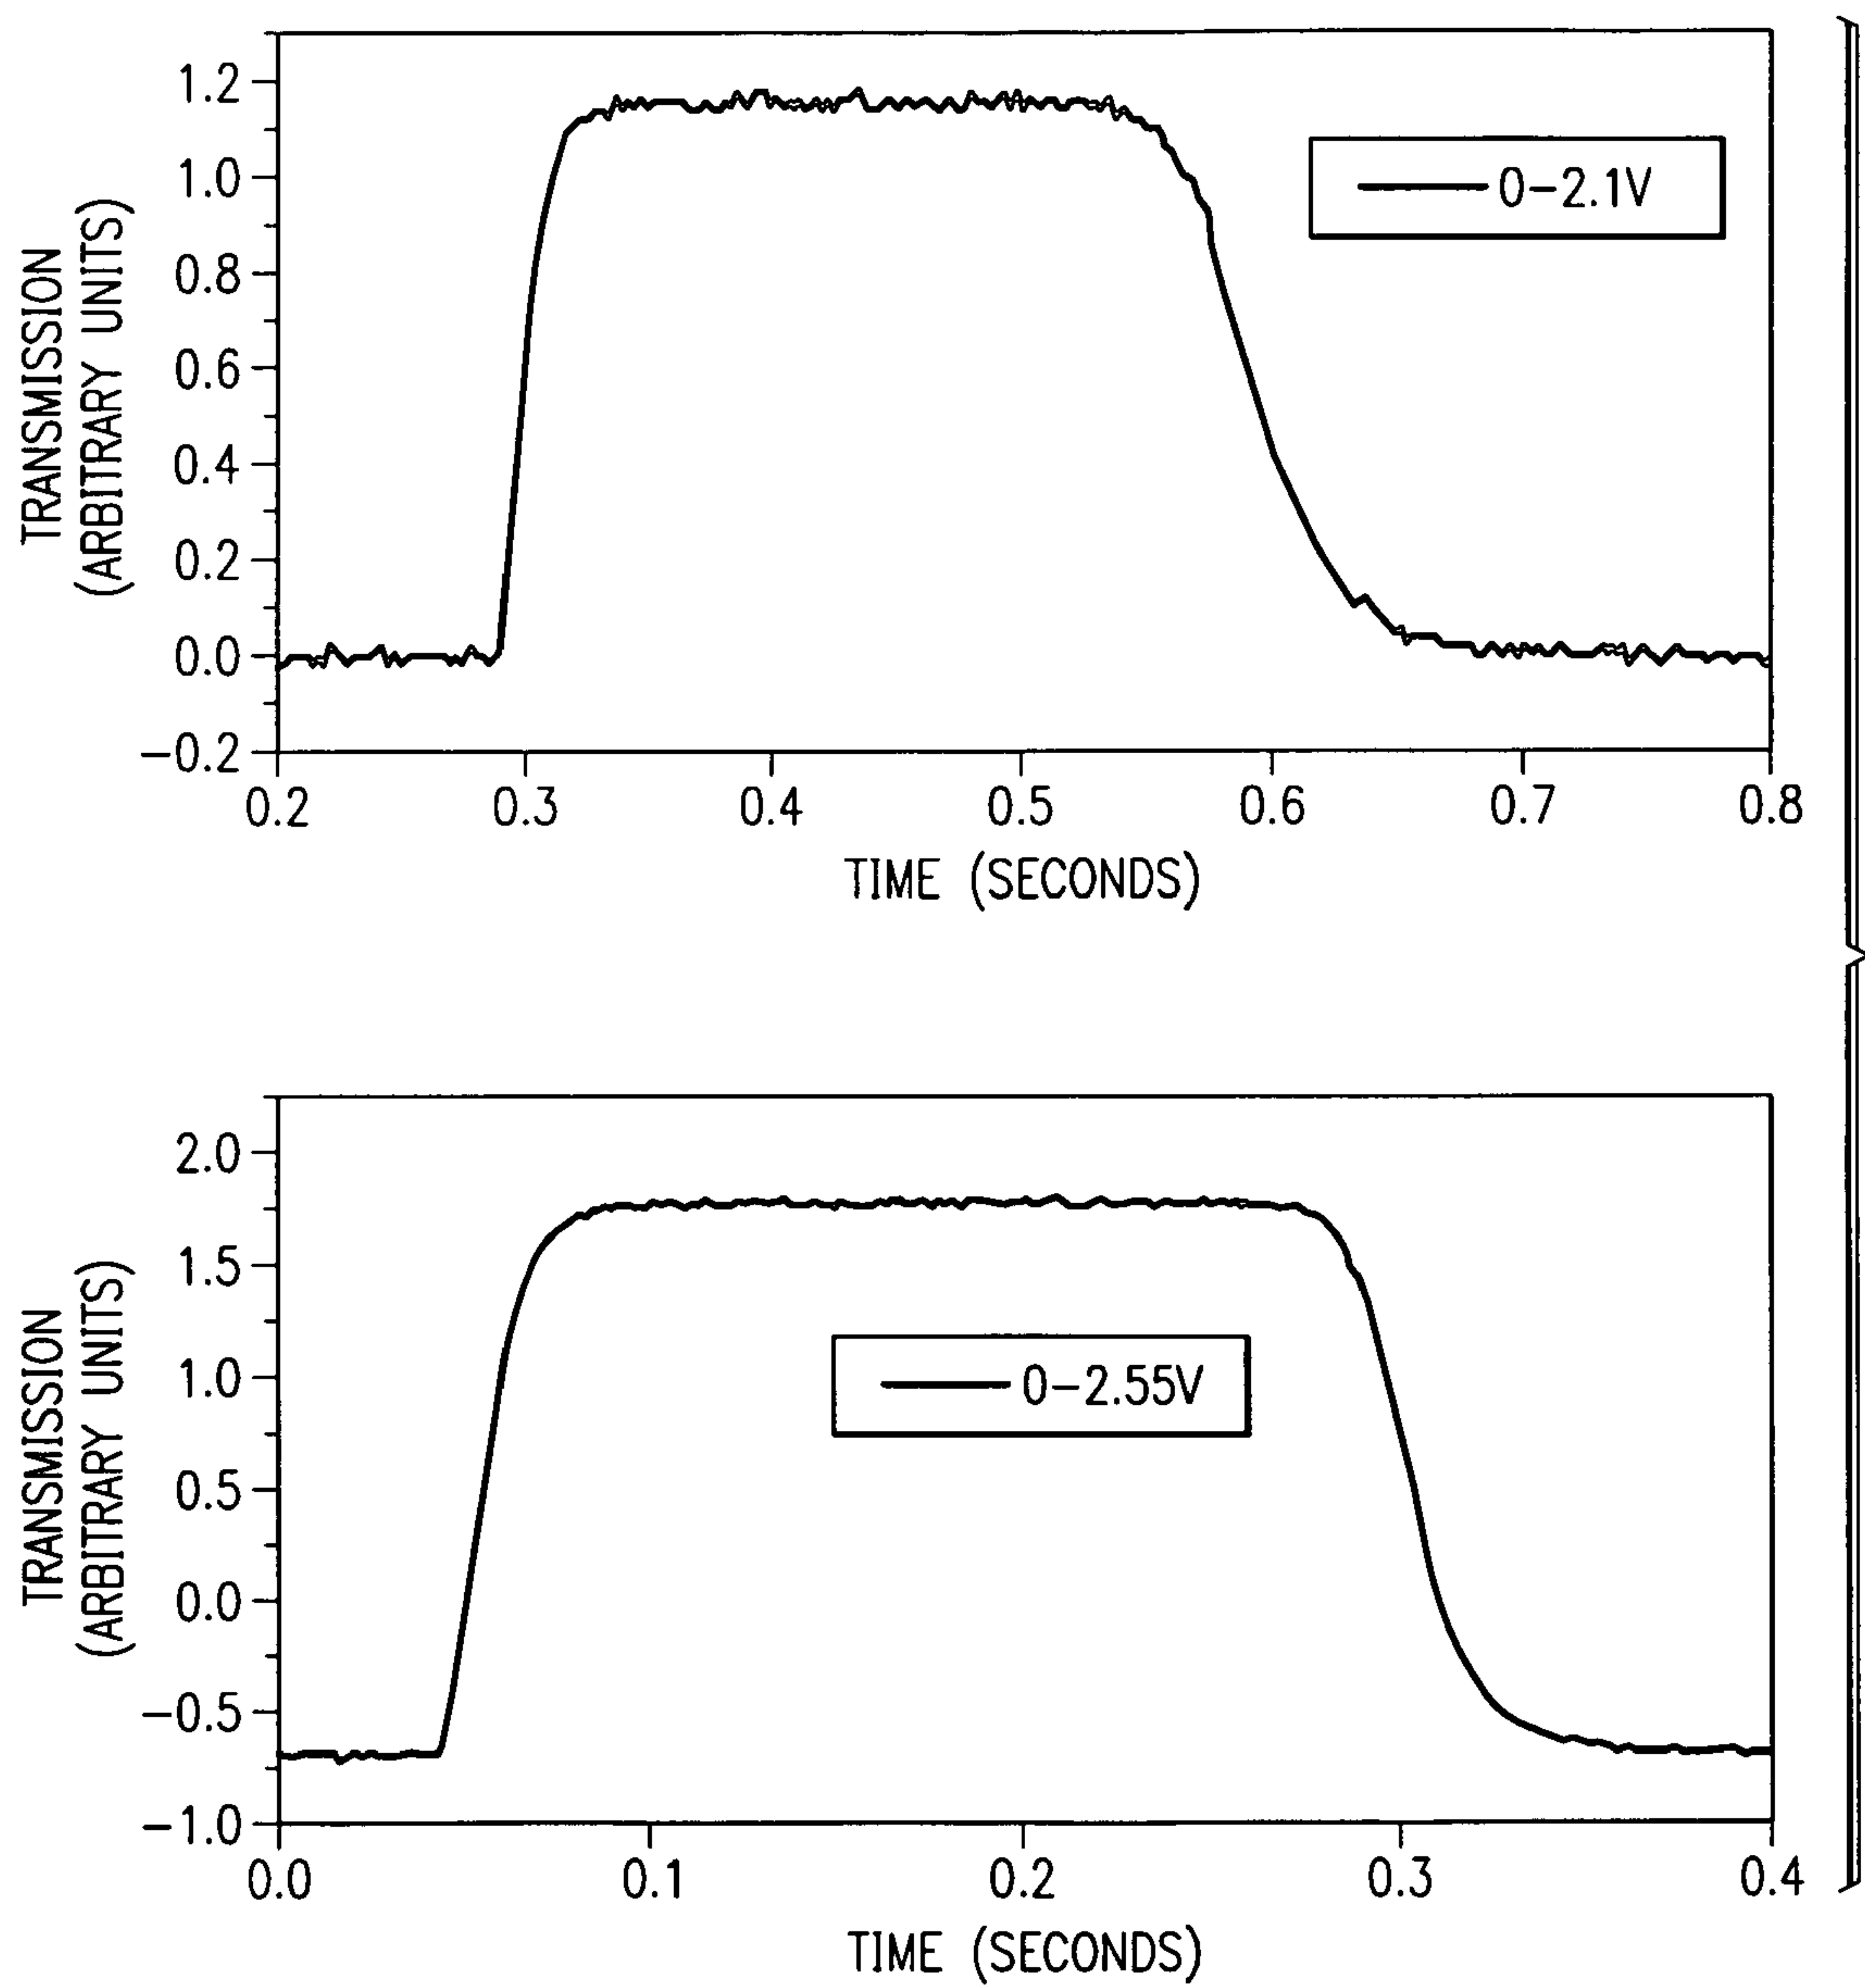 TRANSMISSION
(ARBITRARY UNITS)
1.2
1.0
0.8
0.6
0.4
0.2
0.0
−0.2
0−2.1V
0.2 0.3 0.4 0.5 0.6 0.7 0.8
TIME (SECONDS)
TRANSMISSION
(ARBITRARY UNITS)
2.0
1.5
1.0
0.5
0.0
−0.5
−1.0
0−2.55V
0.0 0.1 0.2 0.3 0.4
TIME (SECONDS)